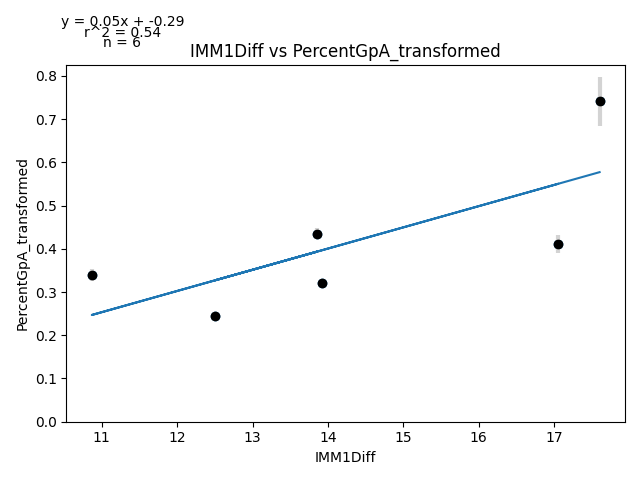 y = 0.05x + -0.29
r^2 = 0.54
n = 6
IMM1Diff vs PercentGpA_transformed
PercentGpA_transformed
0.8
0.7
0.6
0.5
0.4
0.3
0.2
0.1
0.0
11 12 13 14 15 16 17
IMM1Diff